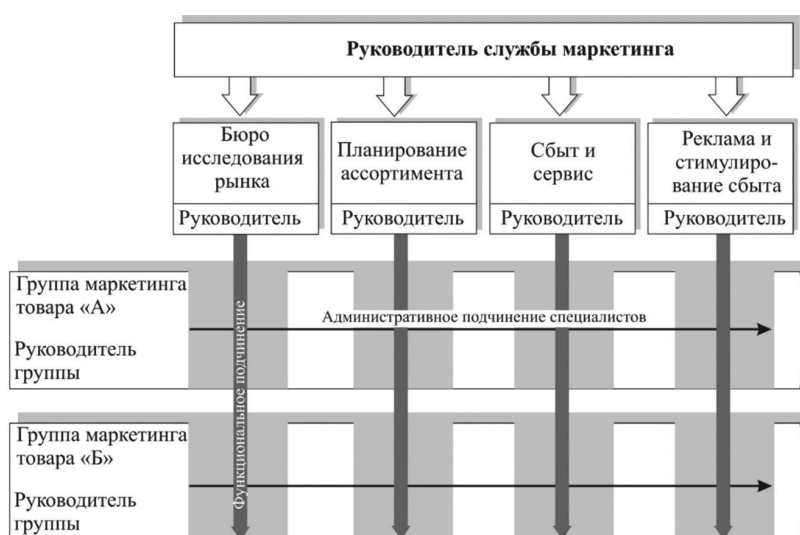 Руководитель службы маркетинга
Бюро
исследования
рынка
Руководитель
Планирование
ассортимента
Руководитель
Сбыт и
сервис
Руководитель
Реклама и
стимулиро-
вание сбыта
Руководитель
Группа маркетинга
товара «А»
Руководитель
группы
Административное подчинение специалистов
Функциональное подчинение
Группа маркетинга
товара «Б»
Руководитель
группы